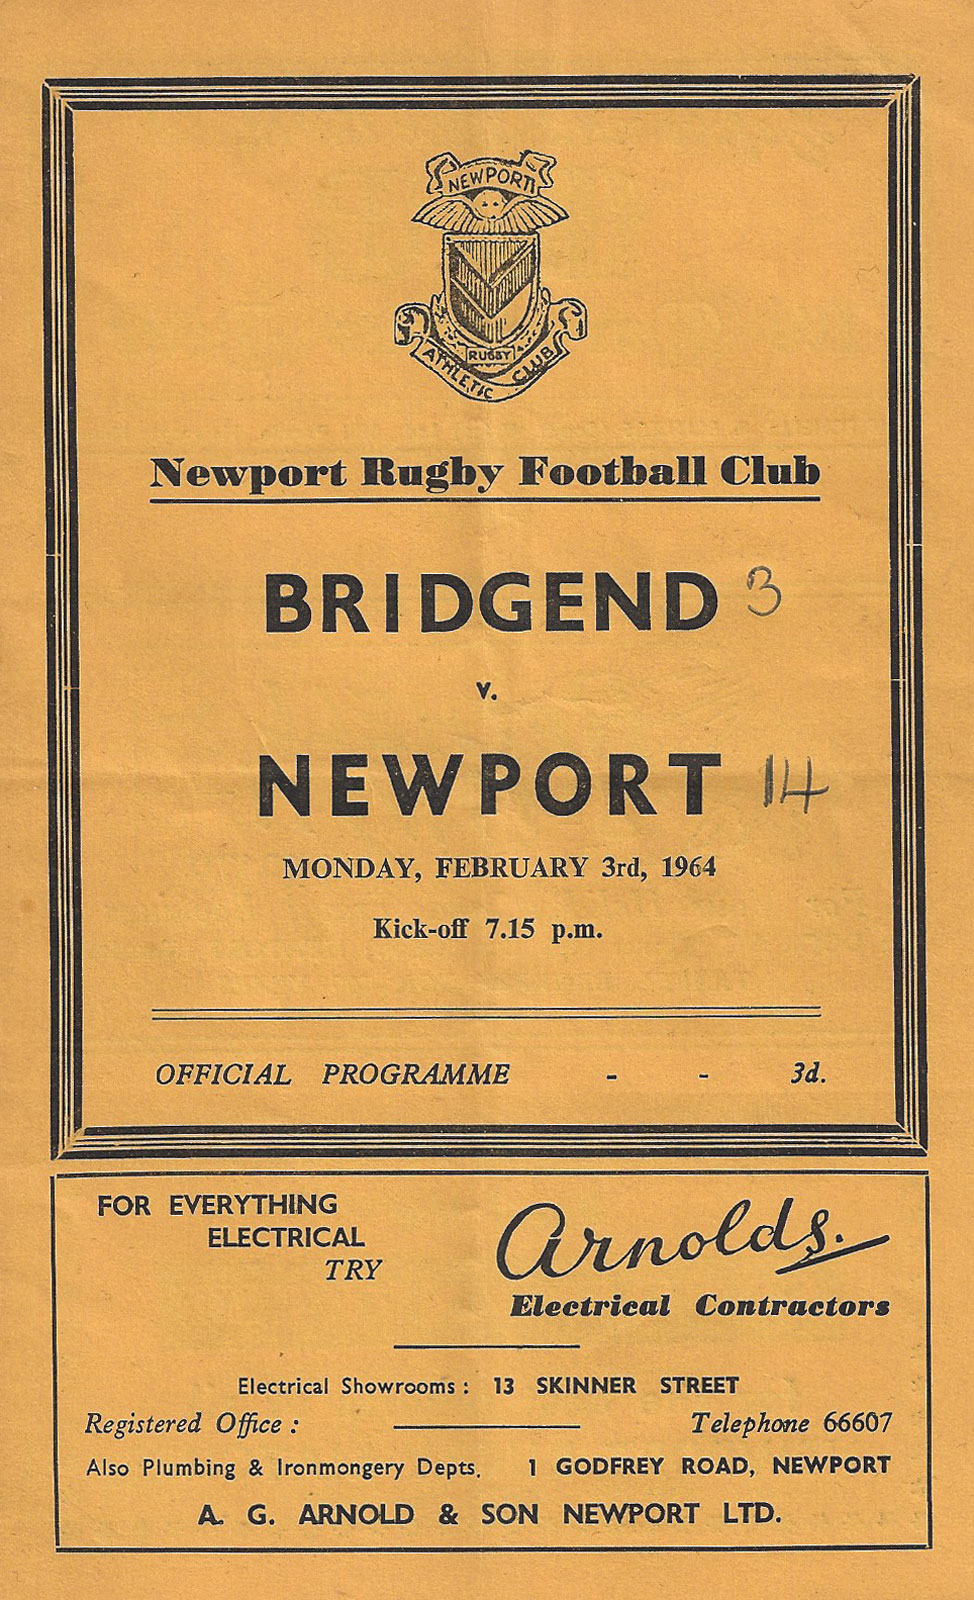 NEWPORT
RUGBY
ATHLETIC CLUB
Newport Rugby Football Club
BRIDGEND 3
v.
NEWPORT 14
MONDAY, FEBRUARY 3rd, 1964
Kick-off 7.15 p.m.
OFFICIAL PROGRAMME - - 3d.
FOR EVERYTHING
ELECTRICAL
TRY
Arnolds.
Electrical Contractors
Electrical Showrooms : 13 SKINNER STREET
Registered Office : Telephone 66607
Also Plumbing & Ironmongery Depts. 1 GODFREY ROAD, NEWPORT
A. G. ARNOLD & SON NEWPORT LTD.